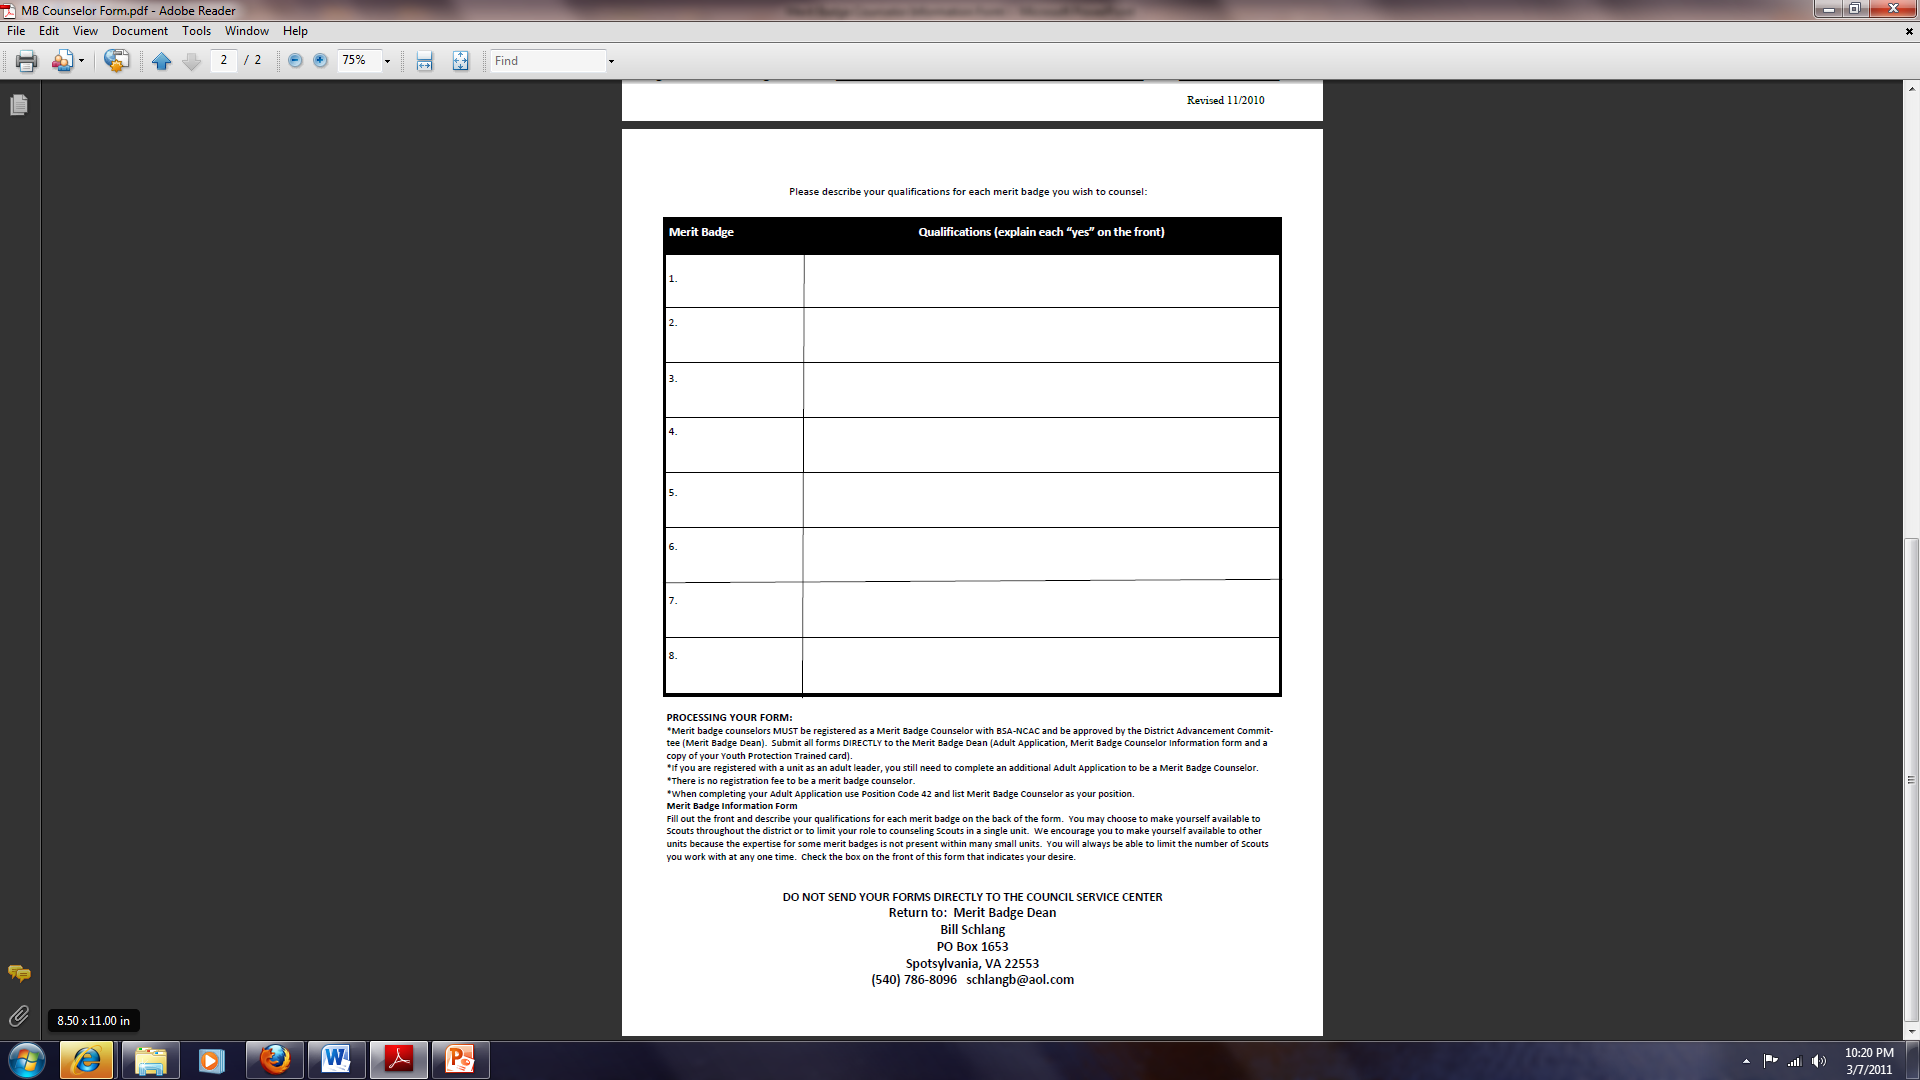 MB Counselor Form.pdf - Adobe Reader
File Edit View Document Tools Window Help
2 / 2 75% Find
Revised 11/2010
Please describe your qualifications for each merit badge you wish to counsel:
Merit Badge Qualifications (explain each “yes” on the front)
1.
2.
3.
4.
5.
6.
7.
8.
PROCESSING YOUR FORM:
*Merit badge counselors MUST be registered as a Merit Badge Counselor with BSA-NCAC and be approved by the District Advancement Commit-
tee (Merit Badge Dean).  Submit all forms DIRECTLY to the Merit Badge Dean (Adult Application, Merit Badge Counselor Information form and a
copy of your Youth Protection Trained card).
*If you are registered with a unit as an adult leader, you still need to complete an additional Adult Application to be a Merit Badge Counselor.
*There is no registration fee to be a merit badge counselor.
*When completing your Adult Application use Position Code 42 and list Merit Badge Counselor as your position.
Merit Badge Information Form
Fill out the front and describe your qualifications for each merit badge on the back of the form.  You may choose to make yourself available to
Scouts throughout the district or to limit your role to counseling Scouts in a single unit.  We encourage you to make yourself available to other
units because the expertise for some merit badges is not present within many small units.  You will always be able to limit the number of Scouts
you work with at any one time.  Check the box on the front of this form that indicates your desire.
DO NOT SEND YOUR FORMS DIRECTLY TO THE COUNCIL SERVICE CENTER
Return to:  Merit Badge Dean
Bill Schlang
PO Box 1653
Spotsylvania, VA 22553
(540) 786-8096   schlangb@aol.com
8.50 x 11.00 in
10:20 PM
3/7/2011